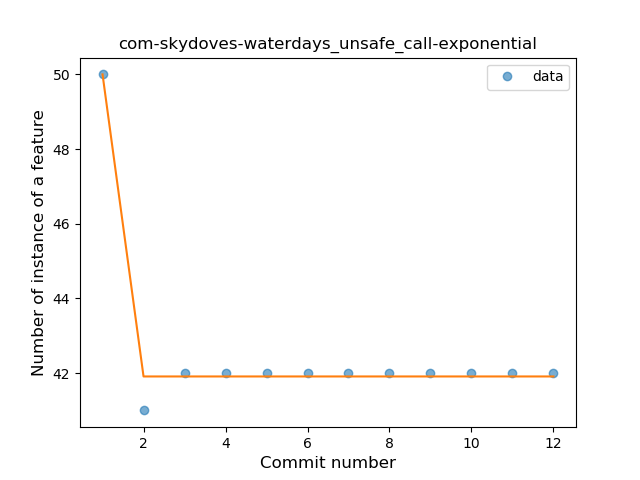 com-skydoves-waterdays_unsafe_call-exponential
data
Number of instance of a feature
50
48
46
44
42
2
4
6
8
10
12
Commit number